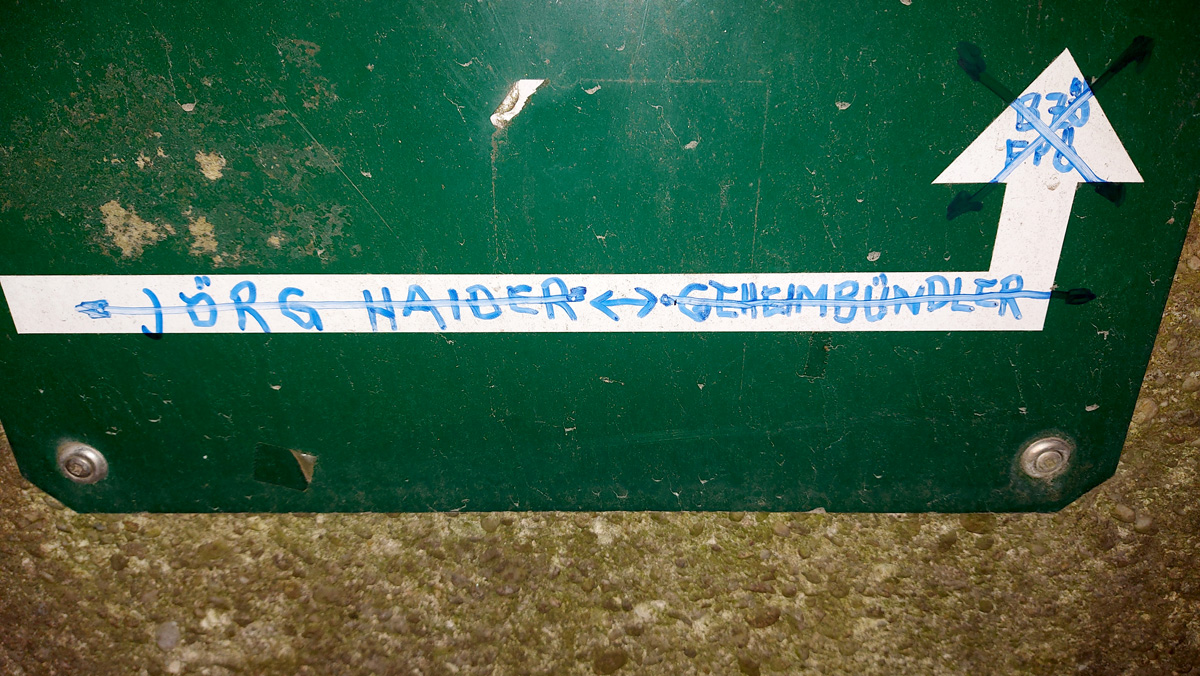 BZÖ
FPÖ
JÖRG HAIDER <-> GEHEIMBÜNDLER